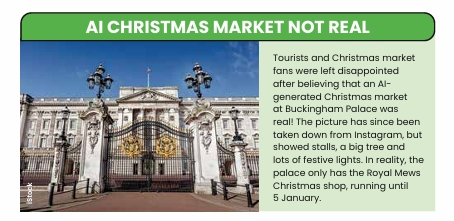 AI CHRISTMAS MARKET NOT REAL
Tourists and Christmas market
fans were left disappointed
after believing that an AI-
generated Christmas market
at Buckingham Palace was
real! The picture has since been
taken down from Instagram, but
showed stalls, a big tree and
lots of festive lights. In reality, the
palace only has the Royal Mews
Christmas shop, running until
5 January.
iStock